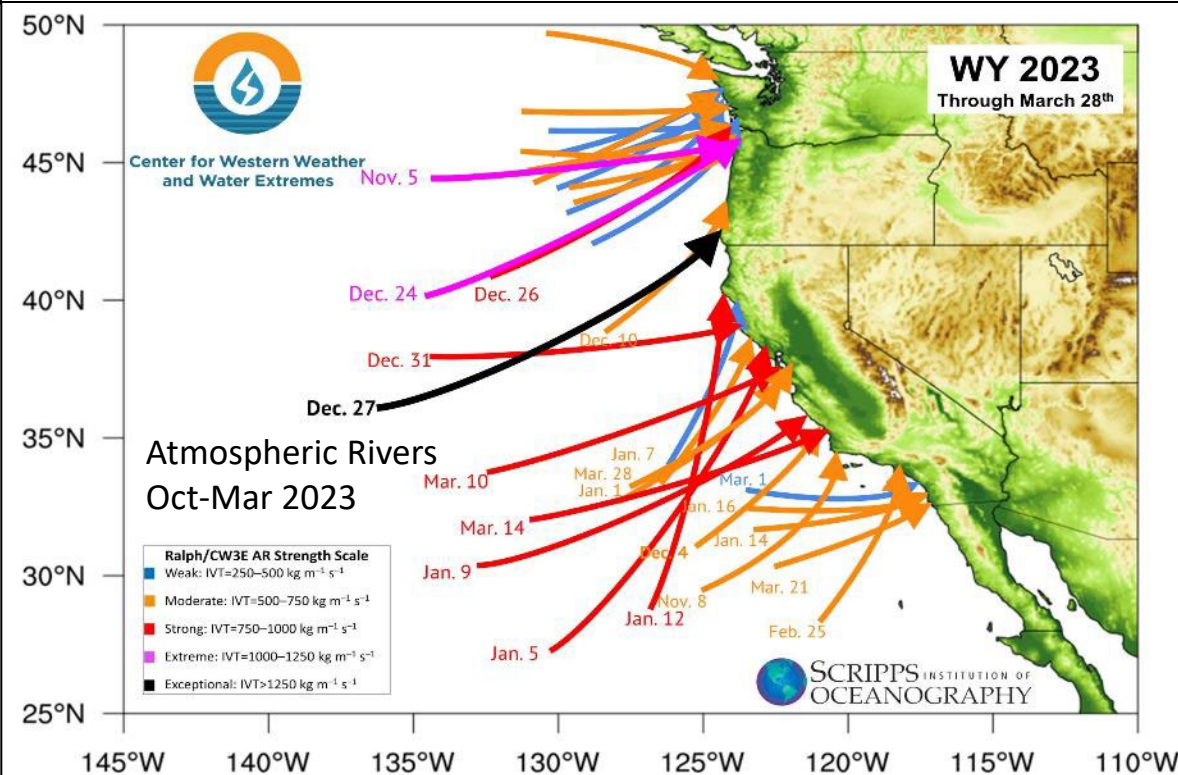 50°N
45°N
40°N
35°N
30°N
25°N
145°W
140°W
135°W
130°W
125°W
120°W
115°W
110°W
Center for Western Weather
and Water Extremes
WY 2023
Through March 28th
Nov. 5
Dec. 24
Dec. 26
Dec. 10
Dec. 31
Dec. 27
Atmospheric Rivers
Oct-Mar 2023
Jan. 7
Mar. 28
Jan. 1
Mar. 10
Mar. 1
Jan. 16
Mar. 14
Jan. 14
Dec. 4
Jan. 9
Mar. 21
Nov. 8
Jan. 12
Feb. 25
Jan. 5
Ralph/CW3E AR Strength Scale
Weak: IVT=250–500 kg m⁻¹ s⁻¹
Moderate: IVT=500–750 kg m⁻¹ s⁻¹
Strong: IVT=750–1000 kg m⁻¹ s⁻¹
Extreme: IVT=1000–1250 kg m⁻¹ s⁻¹
Exceptional: IVT>1250 kg m⁻¹ s⁻¹
SCRIPPS INSTITUTION OF
OCEANOGRAPHY